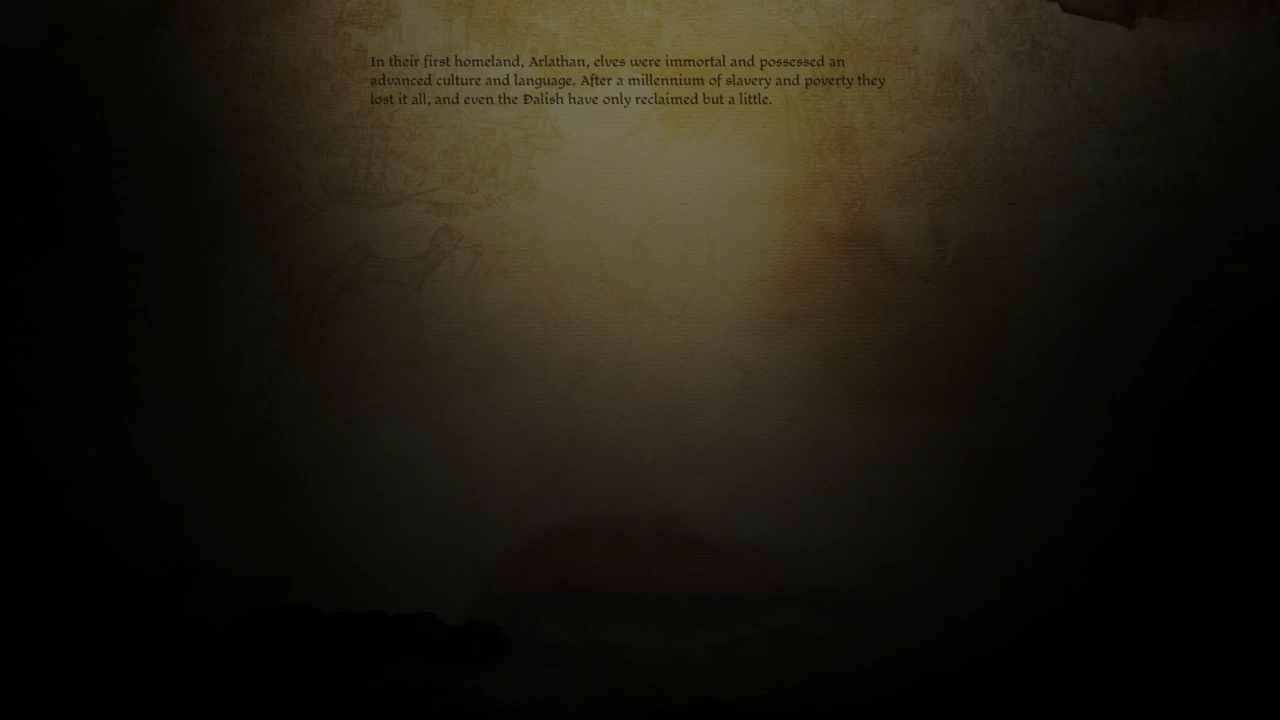 In their first homeland, Arlathan, elves were immortal and possessed an
advanced culture and language. After a millennium of slavery and poverty they
lost it all, and even the Dalish have only reclaimed but a little.